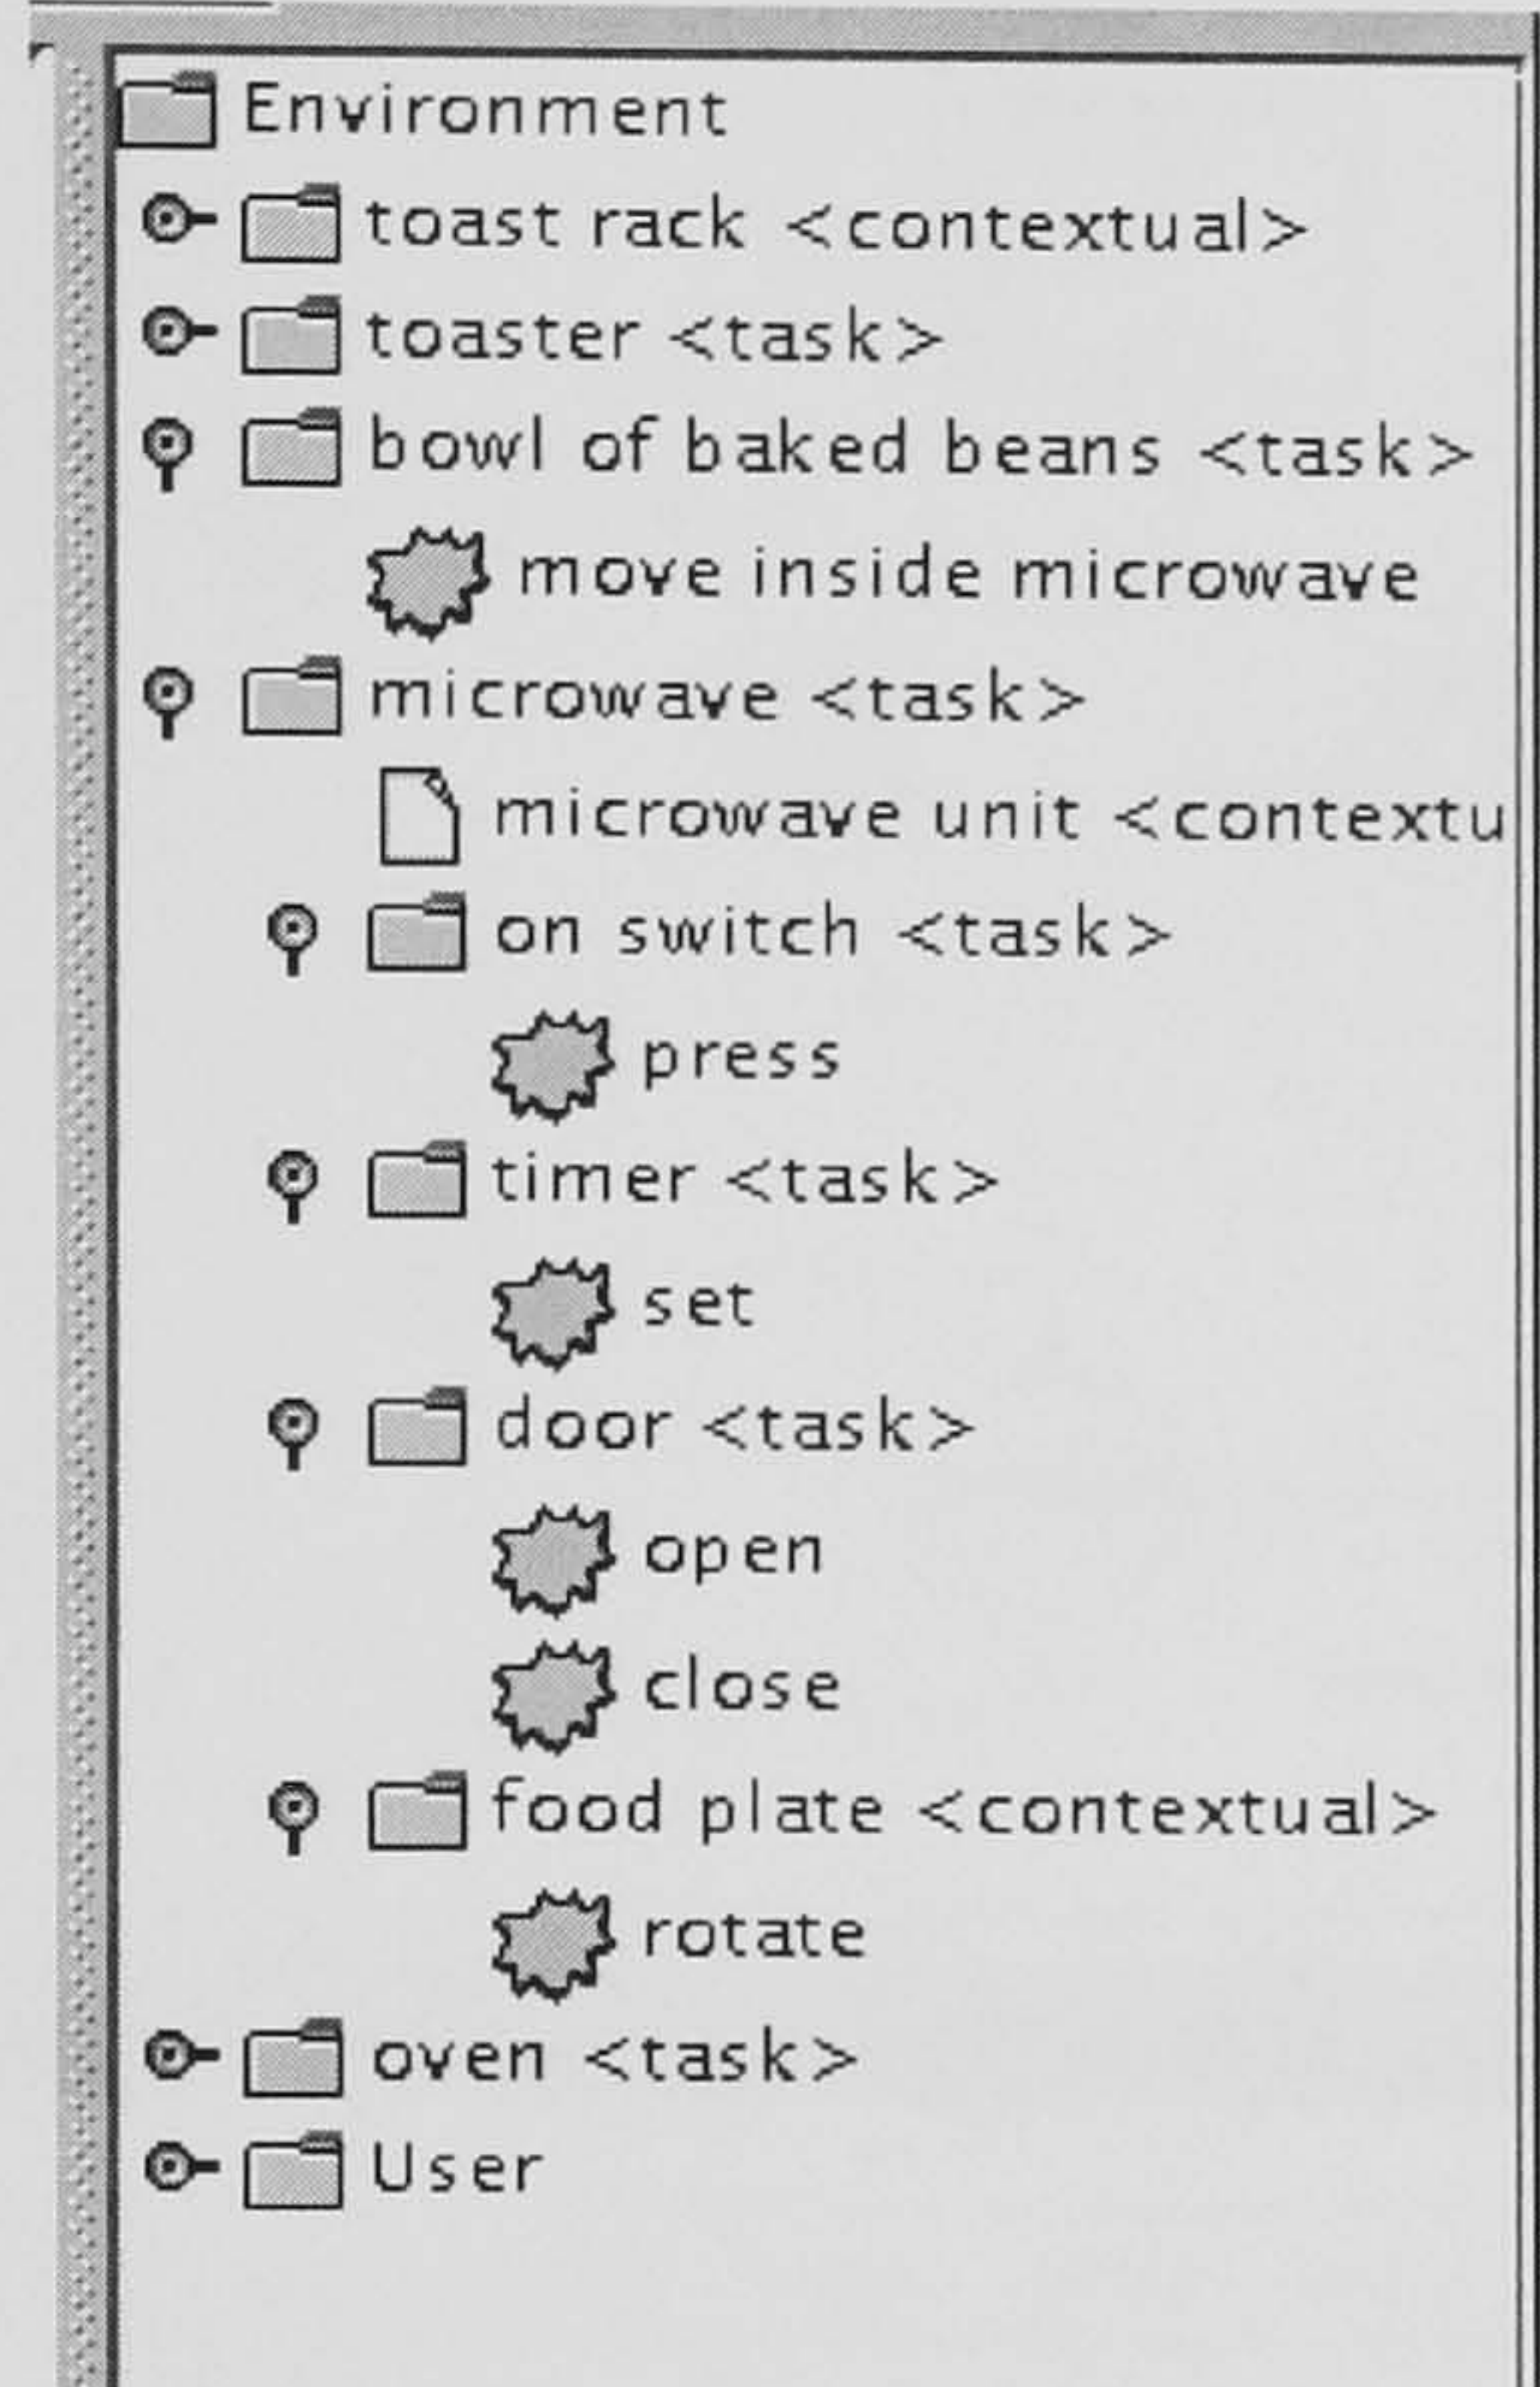 Environment
toast rack <contextual>
toaster <task>
bowl of baked beans <task>
move inside microwave
microwave <task>
microwave unit <contextu
on switch <task>
press
timer <task>
set
door <task>
open
close
food plate <contextual>
rotate
oven <task>
User